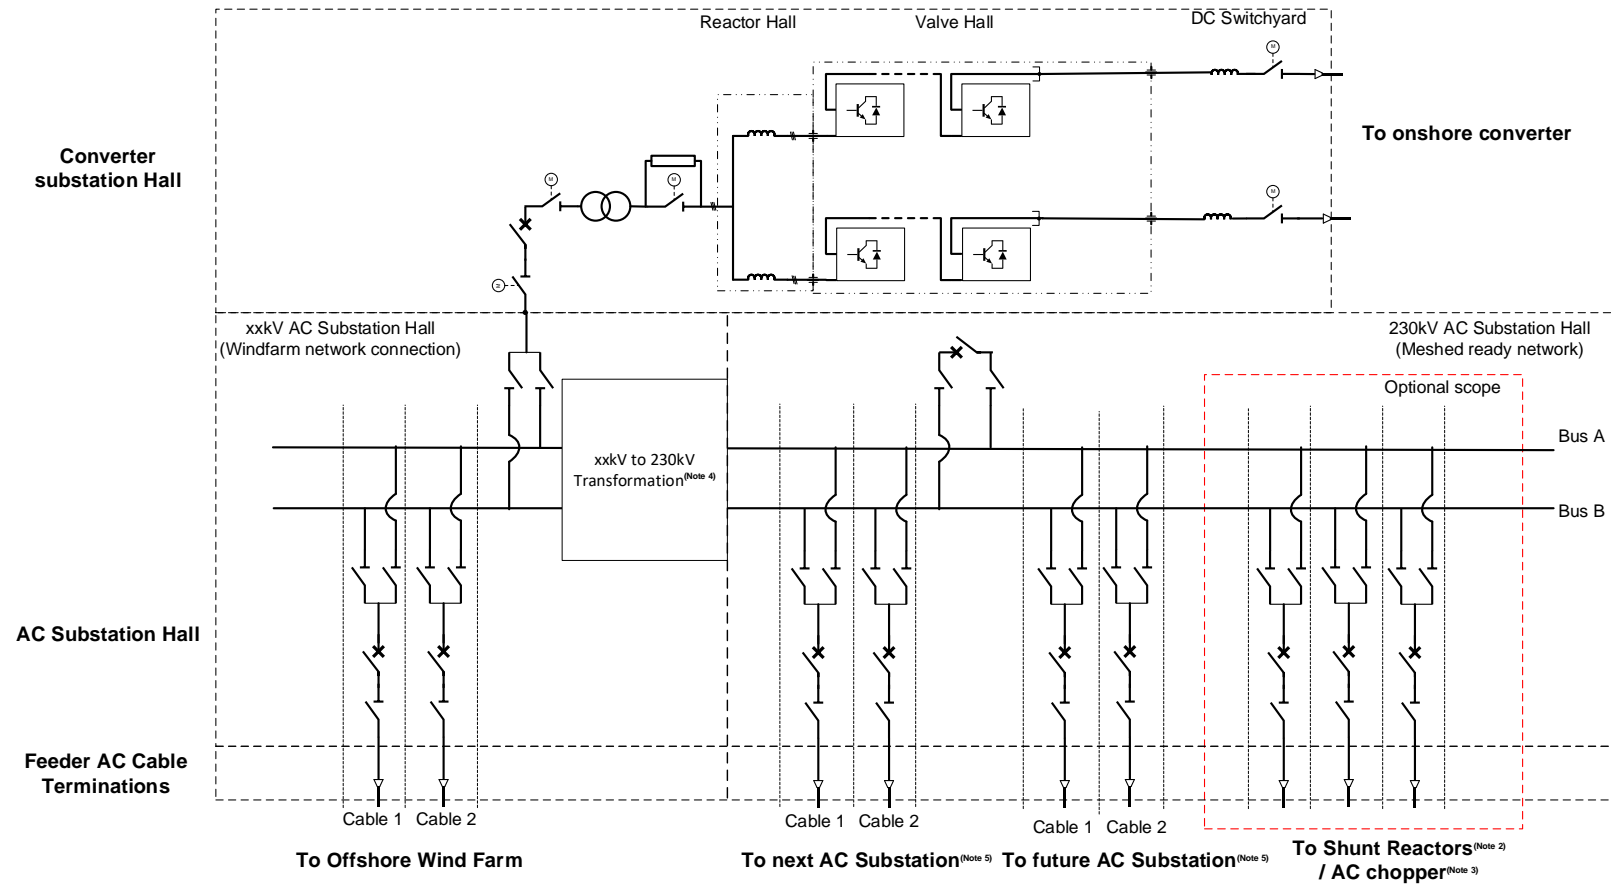 Reactor Hall
Valve Hall
DC Switchyard
M
M
M
M
M
Converter
substation Hall
To onshore converter
xxkV AC Substation Hall
(Windfarm network connection)
230kV AC Substation Hall
(Meshed ready network)
Optional scope
Bus A
xxkV to 230kV
Transformation(Note 4)
Bus B
AC Substation Hall
Feeder AC Cable
Terminations
Cable 1 Cable 2
Cable 1 Cable 2
Cable 1 Cable 2
To Offshore Wind Farm
To next AC Substation(Note 5)
To future AC Substation(Note 5)
To Shunt Reactors(Note 2)
/ AC chopper(Note 3)